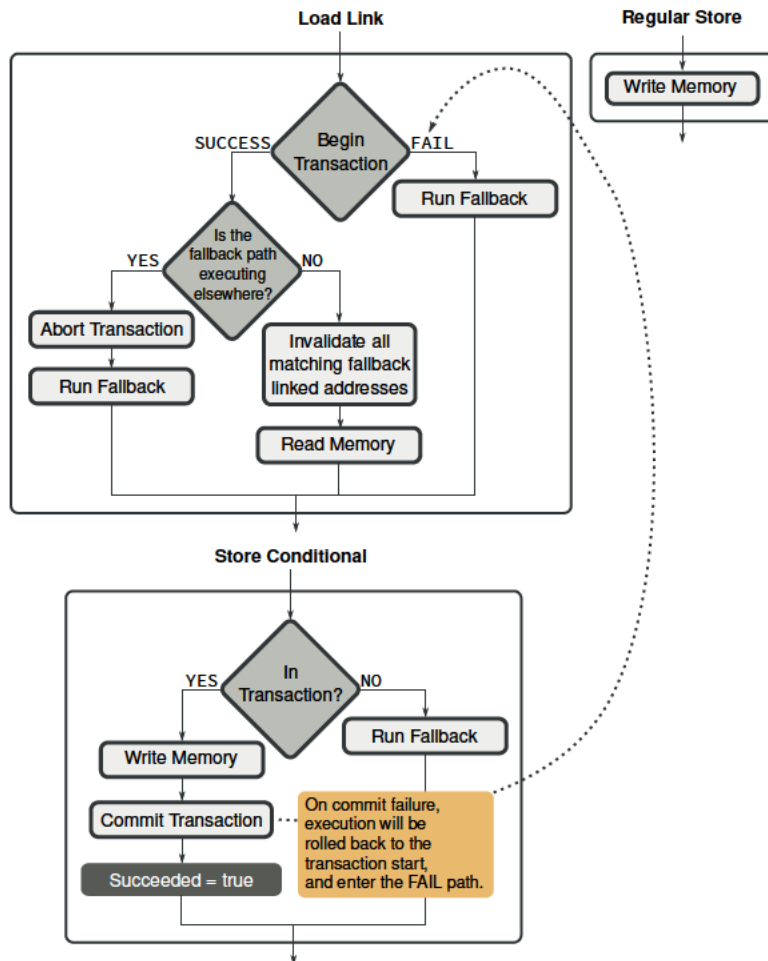 Load Link
Regular Store
Write Memory
Begin
Transaction
SUCCESS
FAIL
Run Fallback
Is the
fallback path
executing
elsewhere?
YES
NO
Abort Transaction
Run Fallback
Invalidate all
matching fallback
linked addresses
Read Memory
Store Conditional
In
Transaction?
YES
NO
Write Memory
Run Fallback
Commit Transaction
On commit failure,
execution will be
rolled back to the
transaction start,
and enter the FAIL path.
Succeeded = true